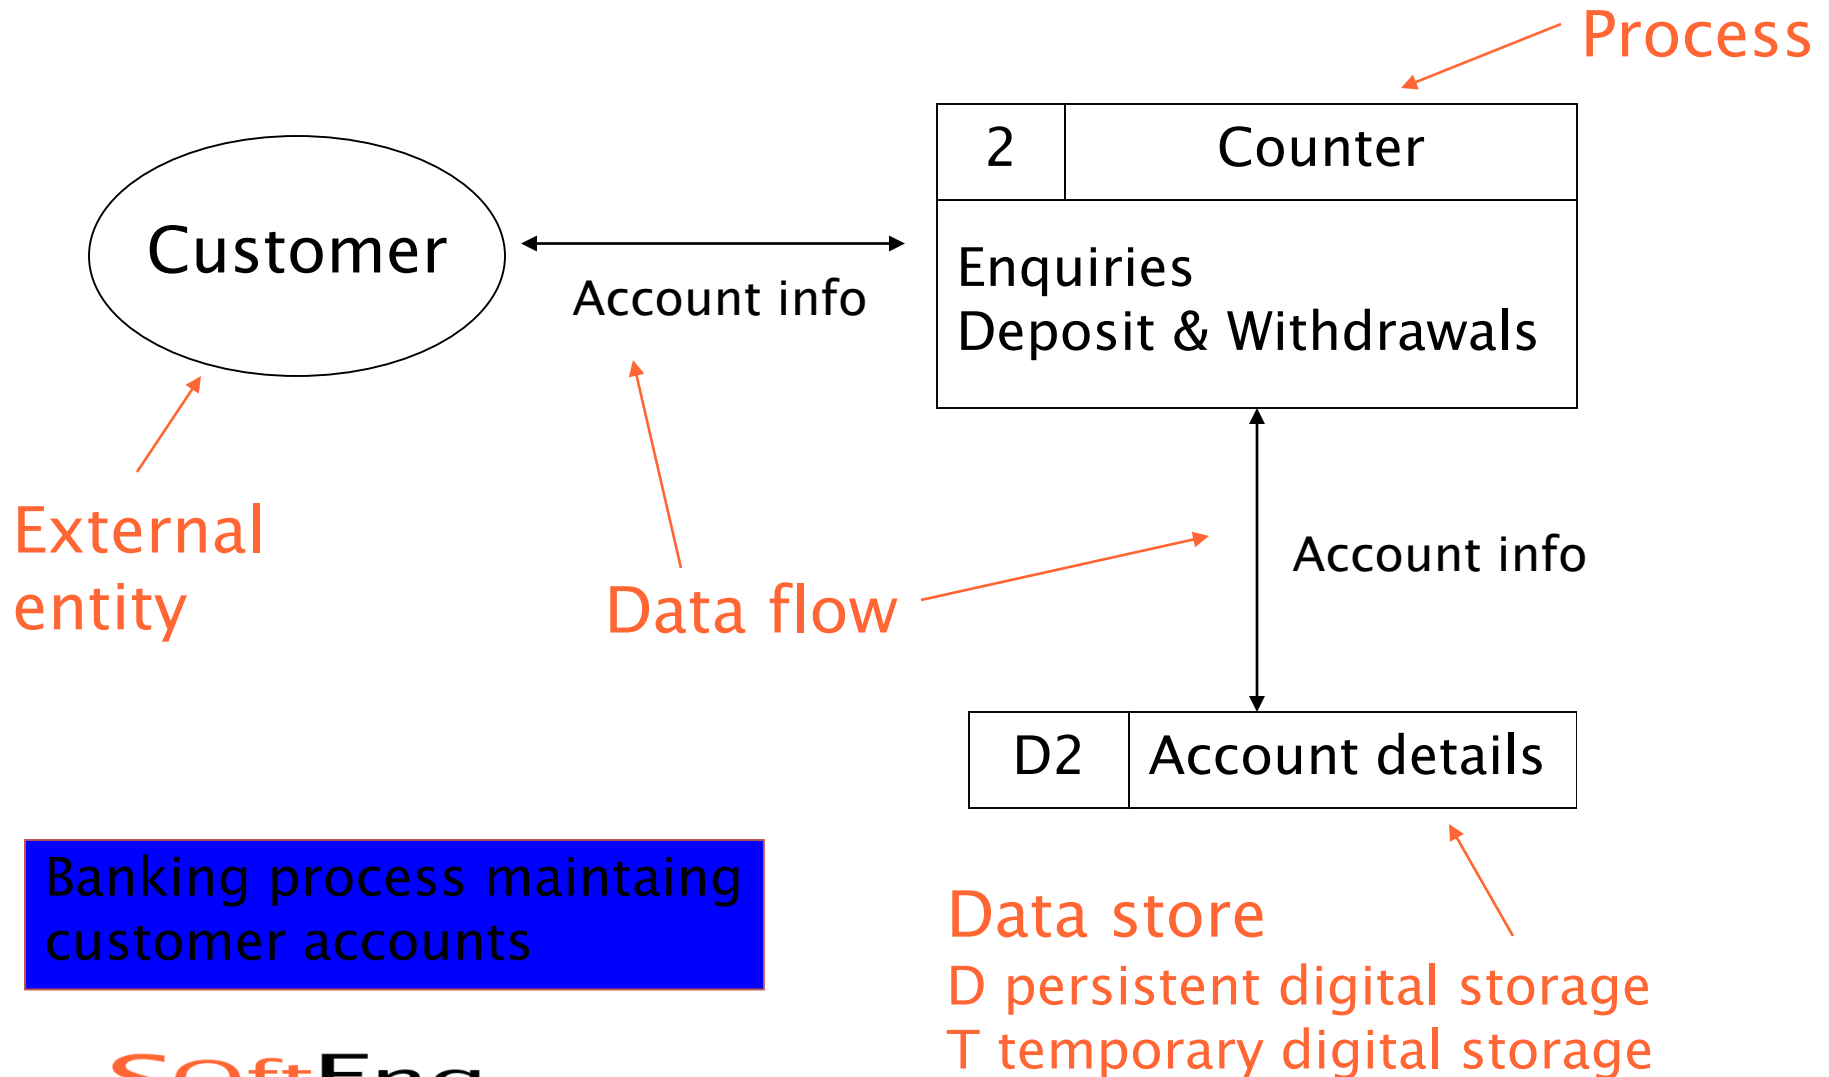 Process
2
Counter
Customer
Account info
Enquiries
Deposit & Withdrawals
External
entity
Data flow
Account info
D2
Account details
Banking process maintaing
customer accounts
Data store
D persistent digital storage
T temporary digital storage
SOftEng